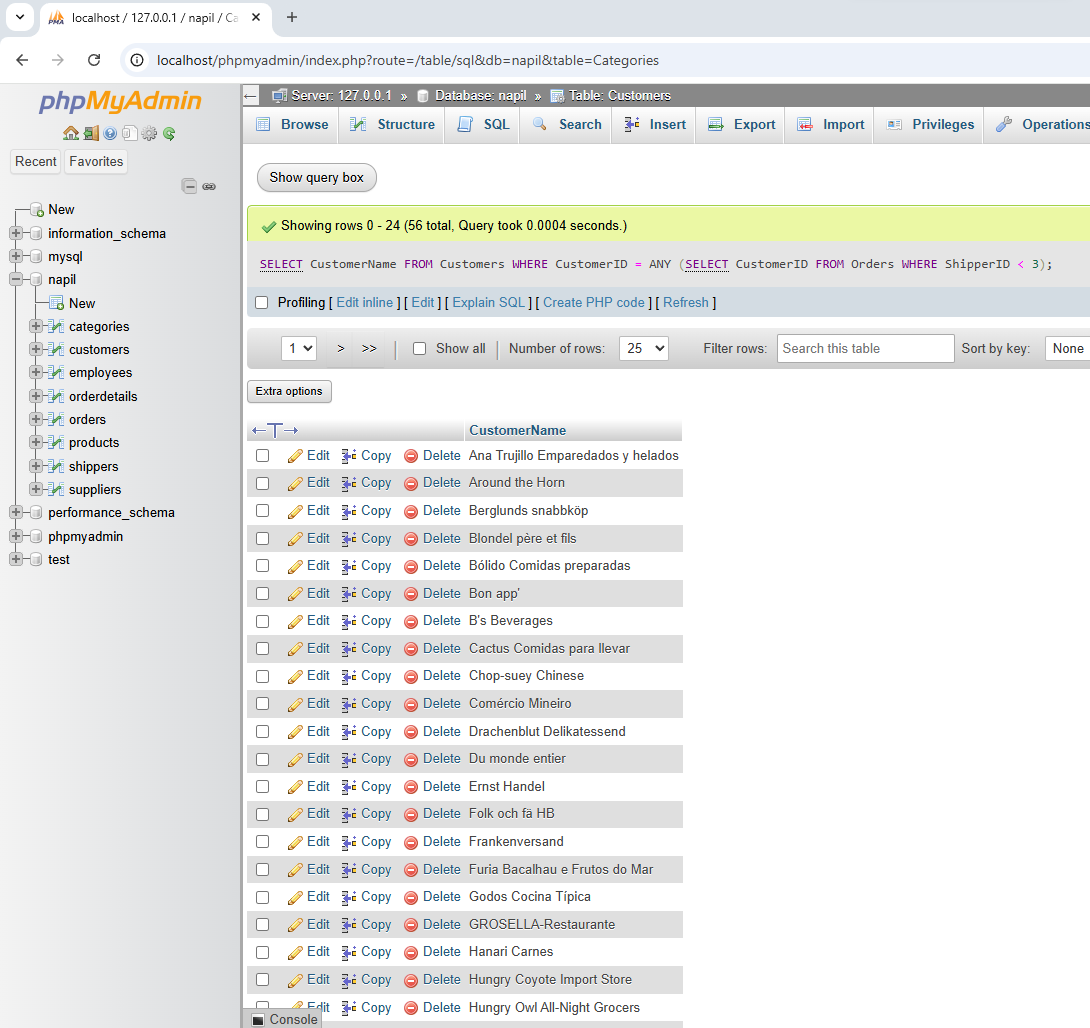 localhost / 127.0.0.1 / napil / Ca
localhost/phpmyadmin/index.php?route=/table/sql&db=napil&table=Categories
phpMyAdmin
Recent Favorites
New
information_schema
mysql
napil
New
categories
customers
employees
orderdetails
orders
products
shippers
suppliers
performance_schema
phpmyadmin
test
Server: 127.0.0.1 » Database: napil » Table: Customers
Browse Structure SQL Search Insert Export Import Privileges Operations
Show query box
Showing rows 0 - 24 (56 total, Query took 0.0004 seconds.)
SELECT CustomerName FROM Customers WHERE CustomerID = ANY (SELECT CustomerID FROM Orders WHERE ShipperID < 3);
Profiling [ Edit inline ] [ Edit ] [ Explain SQL ] [ Create PHP code ] [ Refresh ]
1 > >> | Show all | Number of rows: 25 Filter rows: Search this table Sort by key: None
Extra options
←T→ CustomerName
Edit Copy Delete Ana Trujillo Emparedados y helados
Edit Copy Delete Around the Horn
Edit Copy Delete Berglunds snabbköp
Edit Copy Delete Blondel père et fils
Edit Copy Delete Bólido Comidas preparadas
Edit Copy Delete Bon app'
Edit Copy Delete B's Beverages
Edit Copy Delete Cactus Comidas para llevar
Edit Copy Delete Chop-suey Chinese
Edit Copy Delete Comércio Mineiro
Edit Copy Delete Drachenblut Delikatessend
Edit Copy Delete Du monde entier
Edit Copy Delete Ernst Handel
Edit Copy Delete Folk och fä HB
Edit Copy Delete Frankenversand
Edit Copy Delete Furia Bacalhau e Frutos do Mar
Edit Copy Delete Godos Cocina Típica
Edit Copy Delete GROSELLA-Restaurante
Edit Copy Delete Hanari Carnes
Edit Copy Delete Hungry Coyote Import Store
Edit Copy Delete Hungry Owl All-Night Grocers
Console